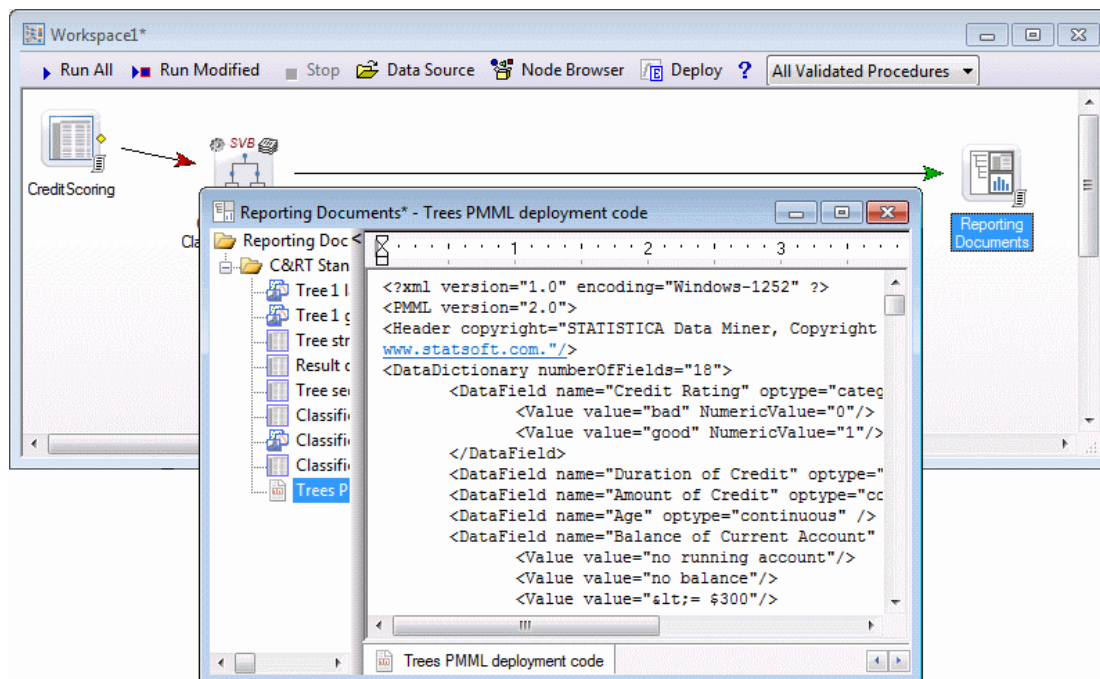 Workspace1*
Run All Run Modified Stop Data Source Node Browser Deploy ? All Validated Procedures
SVB
CreditScoring
Reporting
Documents
Reporting Documents* - Trees PMML deployment code
Reporting Doc
C&RT Stan
Tree 1 l
Tree 1 g
Tree str
Result c
Tree sec
Classifi
Classifi
Classifi
Trees P
1 2 3
<?xml version="1.0" encoding="Windows-1252" ?>
<PMML version="2.0">
<Header copyright="STATISTICA Data Miner, Copyright
www.statsoft.com."/>
<DataDictionary numberOfFields="18">
<DataField name="Credit Rating" optype="categ
<Value value="bad" NumericValue="0"/>
<Value value="good" NumericValue="1"/>
</DataField>
<DataField name="Duration of Credit" optype="
<DataField name="Amount of Credit" optype="co
<DataField name="Age" optype="continuous" />
<DataField name="Balance of Current Account"
<Value value="no running account"/>
<Value value="no balance"/>
<Value value="&lt;= $300"/>
Trees PMML deployment code